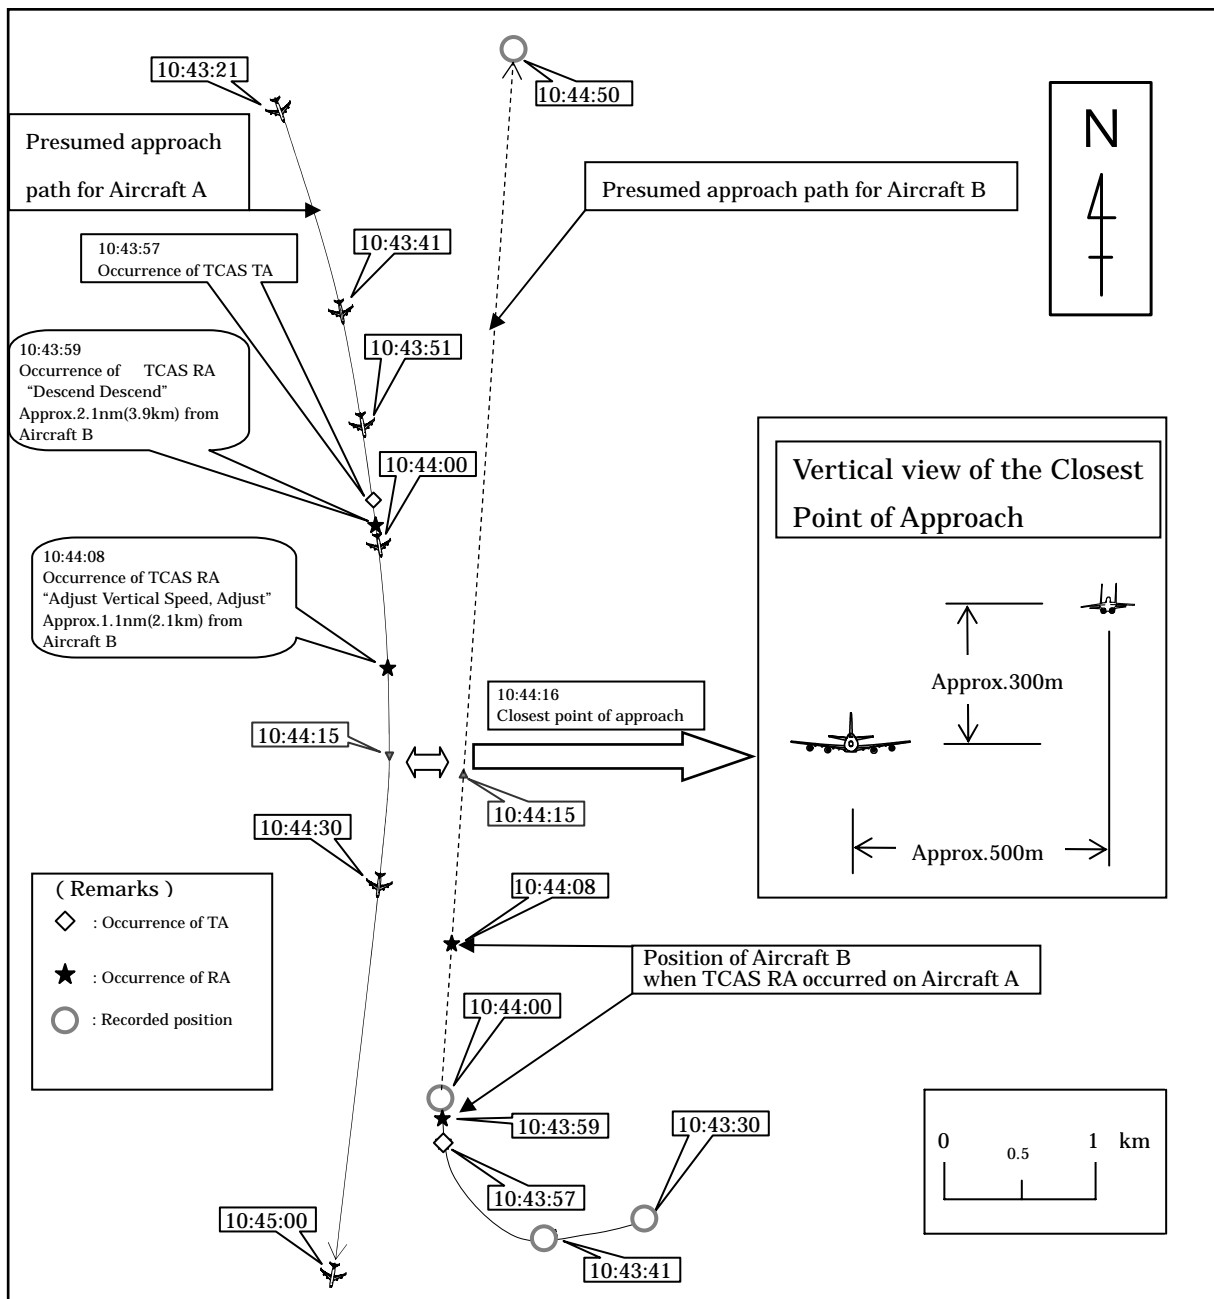 10:43:21
10:44:50
N
Presumed approach
path for Aircraft A
Presumed approach path for Aircraft B
10:43:41
10:43:57
Occurrence of TCAS TA
10:43:51
10:43:59
Occurrence of TCAS RA
“Descend Descend”
Approx.2.1nm(3.9km) from
Aircraft B
10:44:00
Vertical view of the Closest
Point of Approach
10:44:08
Occurrence of TCAS RA
“Adjust Vertical Speed, Adjust”
Approx.1.1nm(2.1km) from
Aircraft B
Approx.300m
10:44:16
Closest point of approach
10:44:15
10:44:15
10:44:30
Approx.500m
(Remarks)
: Occurrence of TA
: Occurrence of RA
: Recorded position
10:44:08
Position of Aircraft B
when TCAS RA occurred on Aircraft A
10:44:00
10:43:59
10:43:30
10:43:57
0 0.5 1 km
10:45:00
10:43:41